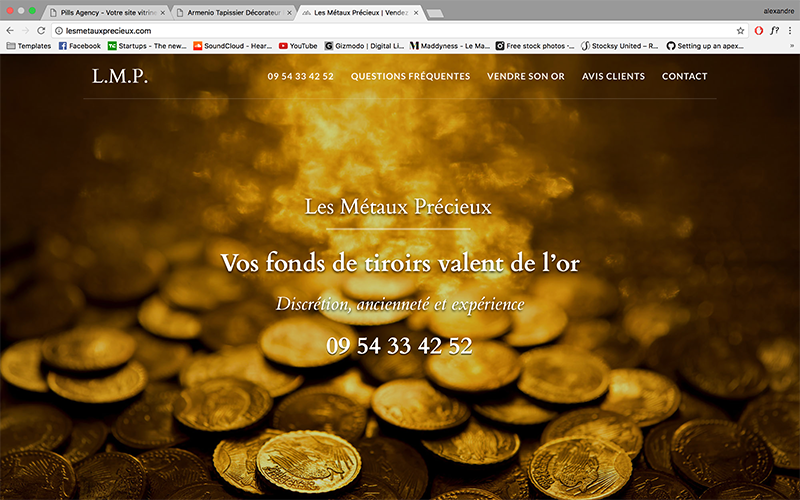 Pills Agency - Votre site vitrin
Armenio Tapissier Décorateur
Les Métaux Précieux | Vendez
alexandre
lesmetauxprecieux.com
f?
Templates
Facebook
Startups - The new...
SoundCloud - Hear...
YouTube
Gizmodo | Digital Li...
Maddyness - Le Ma...
Free stock photos -...
Stocksy United – R...
Setting up an apex...
»
L.M.P.
09 54 33 42 52
QUESTIONS FRÉQUENTES
VENDRE SON OR
AVIS CLIENTS
CONTACT
Les Métaux Précieux
Vos fonds de tiroirs valent de l'or
Discrétion, ancienneté et expérience
09 54 33 42 52